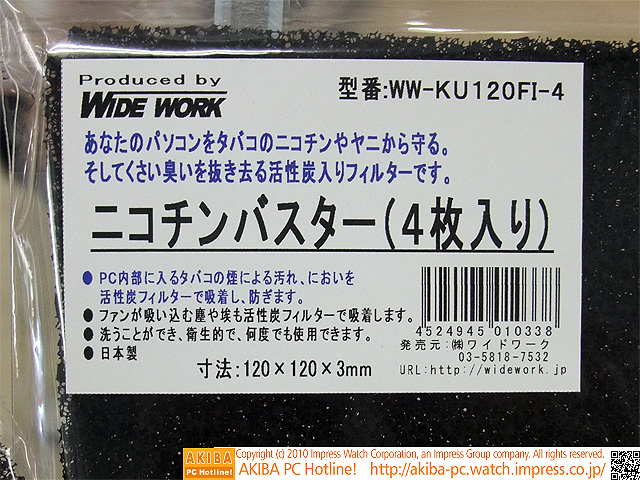 Produced by
WIDE WORK
型番:WW-KU120FI-4
あなたのパソコンをタバコのニコチンやヤニから守る。
そしてくさい臭いを抜き去る活性炭入りフィルターです。
ニコチンバスター(4枚入り)
● PC内部に入るタバコの煙による汚れ、においを
活性炭フィルターで吸着し、防ぎます。
● ファンが吸い込む塵や埃も活性炭フィルターで吸着します。
● 洗うことができ、衛生的で、何度でも使用できます。
● 日本製
寸法:120×120×3mm
4524945 010338
発売元:㈱ワイドワーク
03-5818-7532
URL:http://widework.jp
AKIBA PC Hotline!
Copyright (c) 2010 Impress Watch Corporation, an Impress Group company. All rights reserved.
AKIBA PC Hotline! http://akiba-pc.watch.impress.co.jp/